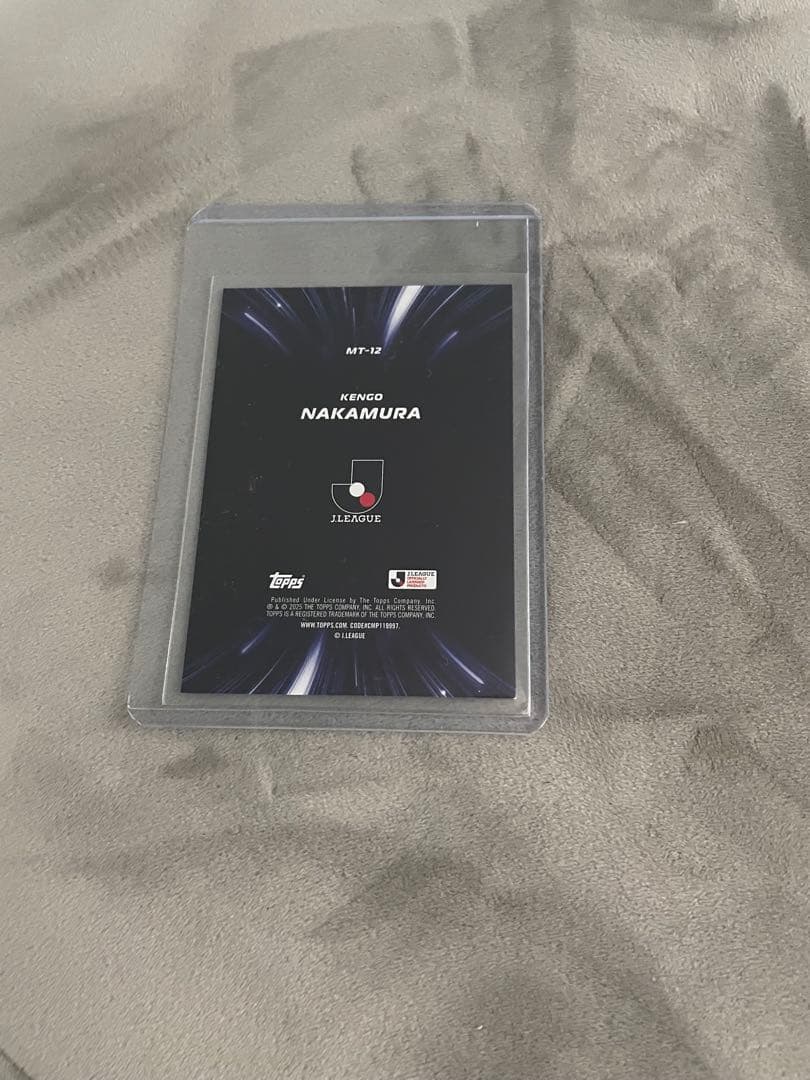 MT-12
KENGO
NAKAMURA
J.LEAGUE
topps
J.LEAGUE
OFFICIALLY
LICENSED
PRODUCTS
Published Under License by The Topps Company, Inc.
® & © 2025 THE TOPPS COMPANY, INC. ALL RIGHTS RESERVED.
TOPPS IS A REGISTERED TRADEMARK OF THE TOPPS COMPANY, INC.
WWW.TOPPS.COM. CODE#CMP119997.
© J.LEAGUE